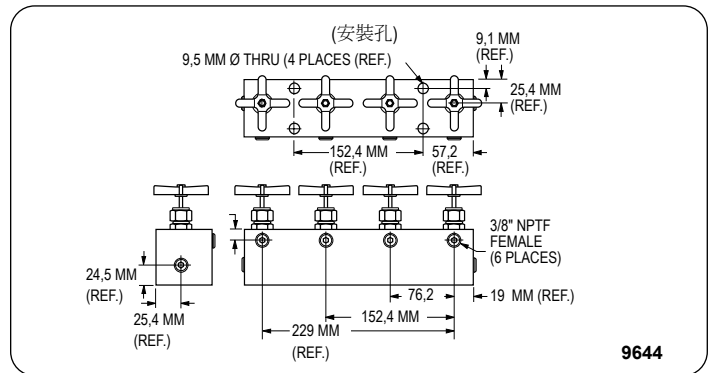 (安裝孔)
9,5 MM Ø THRU (4 PLACES (REF.)
9,1 MM
(REF.)
25,4 MM
(REF.)
152,4 MM
(REF.)
57,2
(REF.)
3/8" NPTF
FEMALE
(6 PLACES)
24,5 MM
(REF.)
25,4 MM
(REF.)
76,2
19 MM (REF.)
152,4 MM
229 MM
(REF.)
9644